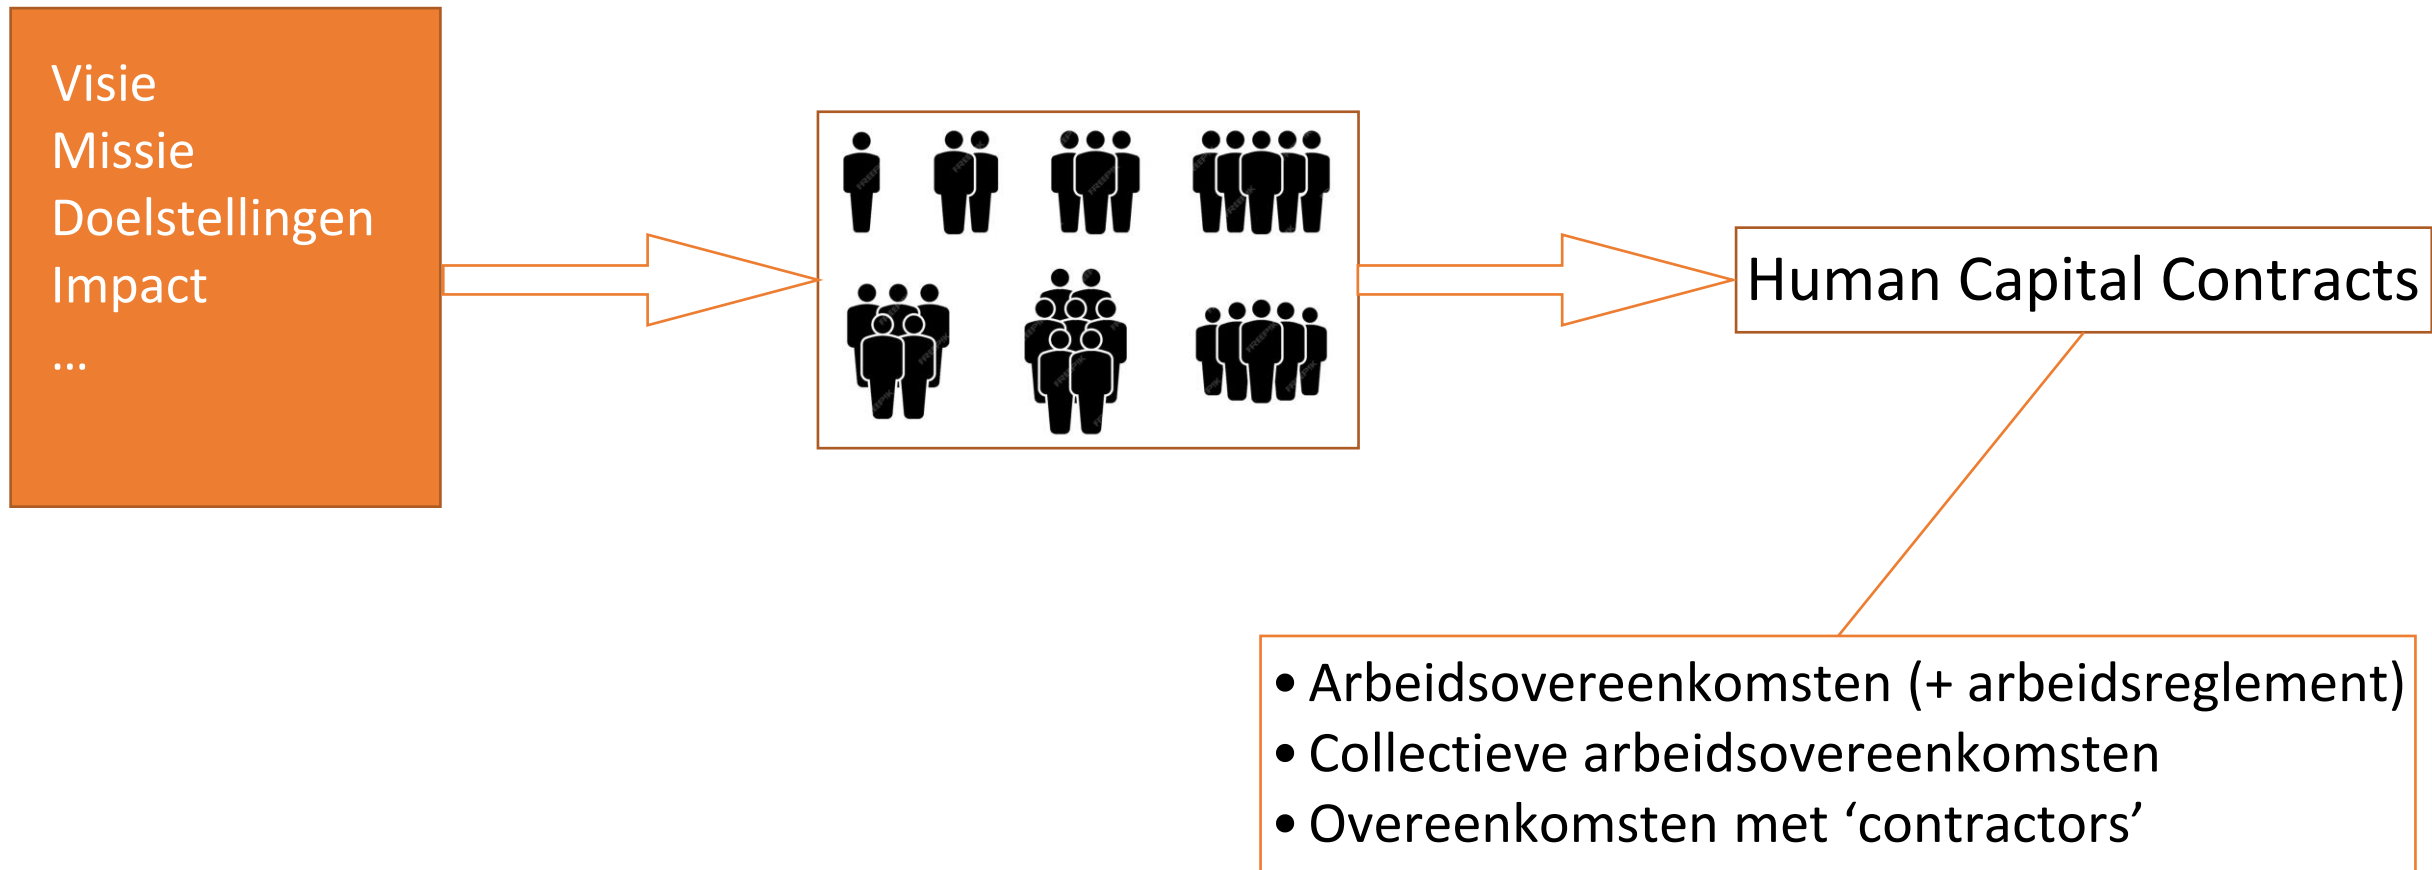 Visie
Missie
Doelstellingen
Impact
...
Human Capital Contracts
• Arbeidsovereenkomsten (+ arbeidsreglement)
• Collectieve arbeidsovereenkomsten
• Overeenkomsten met ‘contractors’